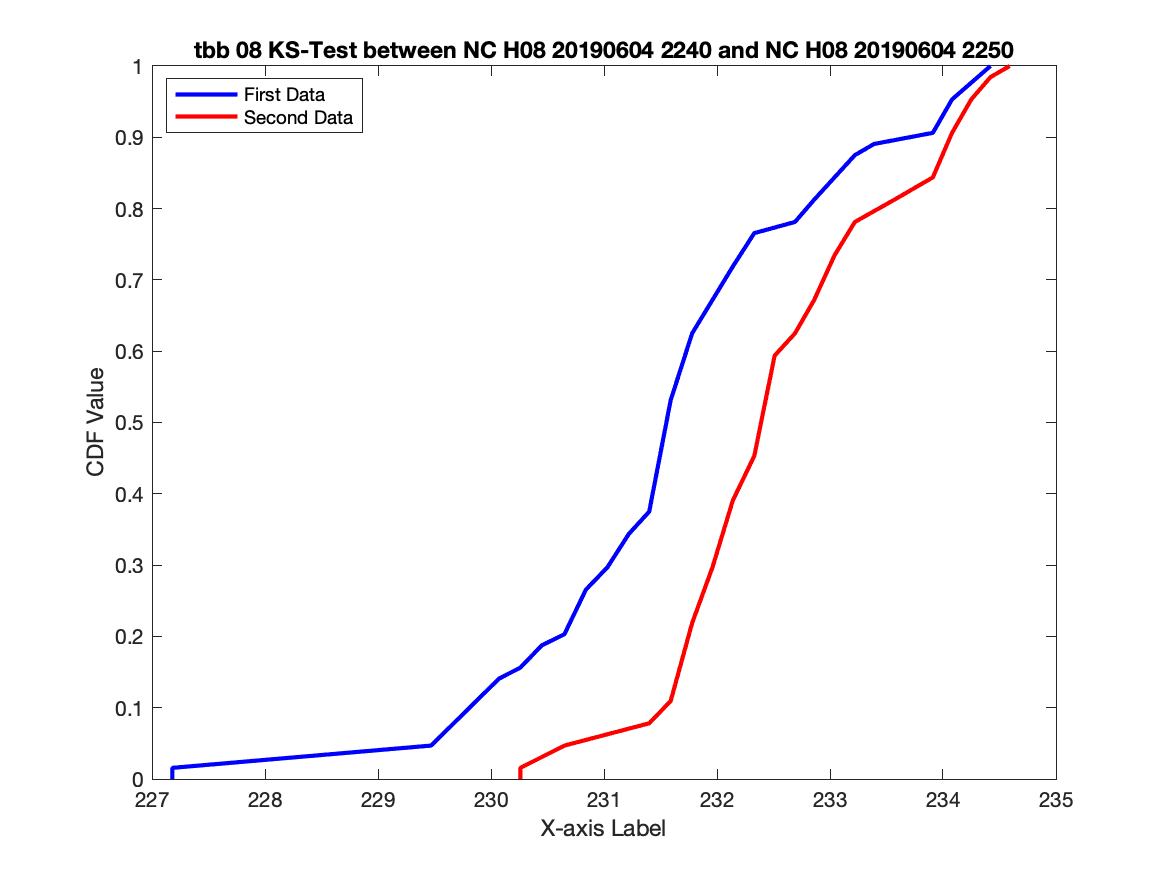 tbb 08 KS-Test between NC H08 20190604 2240 and NC H08 20190604 2250
First Data
Second Data
1
0.9
0.8
0.7
0.6
0.5
0.4
0.3
0.2
0.1
0
CDF Value
227 228 229 230 231 232 233 234 235
X-axis Label